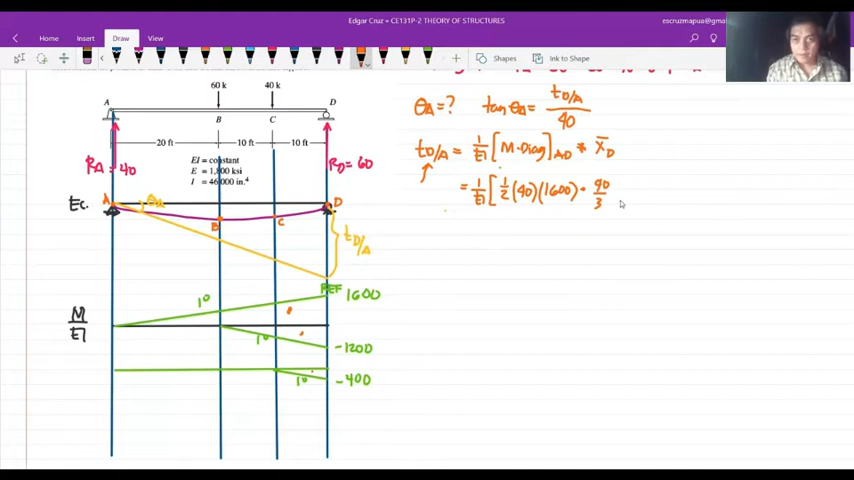 Edgar Cruz » CE131P-2 THEORY OF STRUCTURES
escruzmapua@gma
Home Insert Draw View
Shapes Ink to Shape
60 k 40 k
A D
B C
20 ft 10 ft 10 ft
RA=40 RD=60
EI = constant
E = 1,800 ksi
I = 46,000 in.⁴
EC.
A θA D
B C
tD/A
M/EI
1° REF 1600
1° -1200
1° -400
θA=? tan θA= tD/A / 40
tD/A = 1/EI [M·Diag]AD * X̄D
= 1/EI [ 1/2 (40)(1600) · 40/3